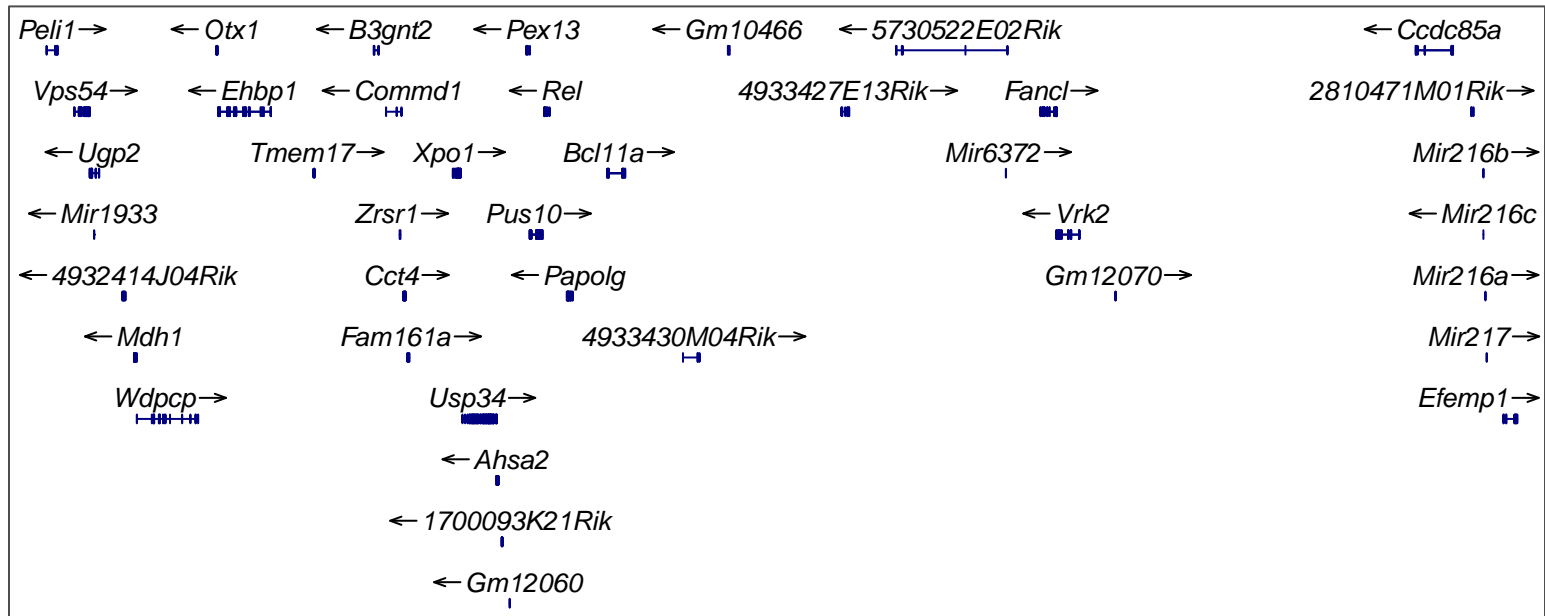 Peli1→ ←Otx1 ←B3gnt2 ←Pex13 ←Gm10466 ←5730522E02Rik ←Ccdc85a
Vps54→ ←Ehbp1 ←Commd1 Rel→ 4933427E13Rik→ Fancl→ 2810471M01Rik→
←Ugp2 Tmem17→ Xpo1→ Bcl11a→ Mir6372→ Mir216b→
←Mir1933 Zrsr1→ Pus10→ ←Vrk2 ←Mir216c
←4932414J04Rik Cct4→ ←Papolg Gm12070→ Mir216a→
←Mdh1 Fam161a→ 4933430M04Rik→ Mir217→
Wdpcp→ Usp34→ Efemp1→
←Ahsa2
←1700093K21Rik
←Gm12060